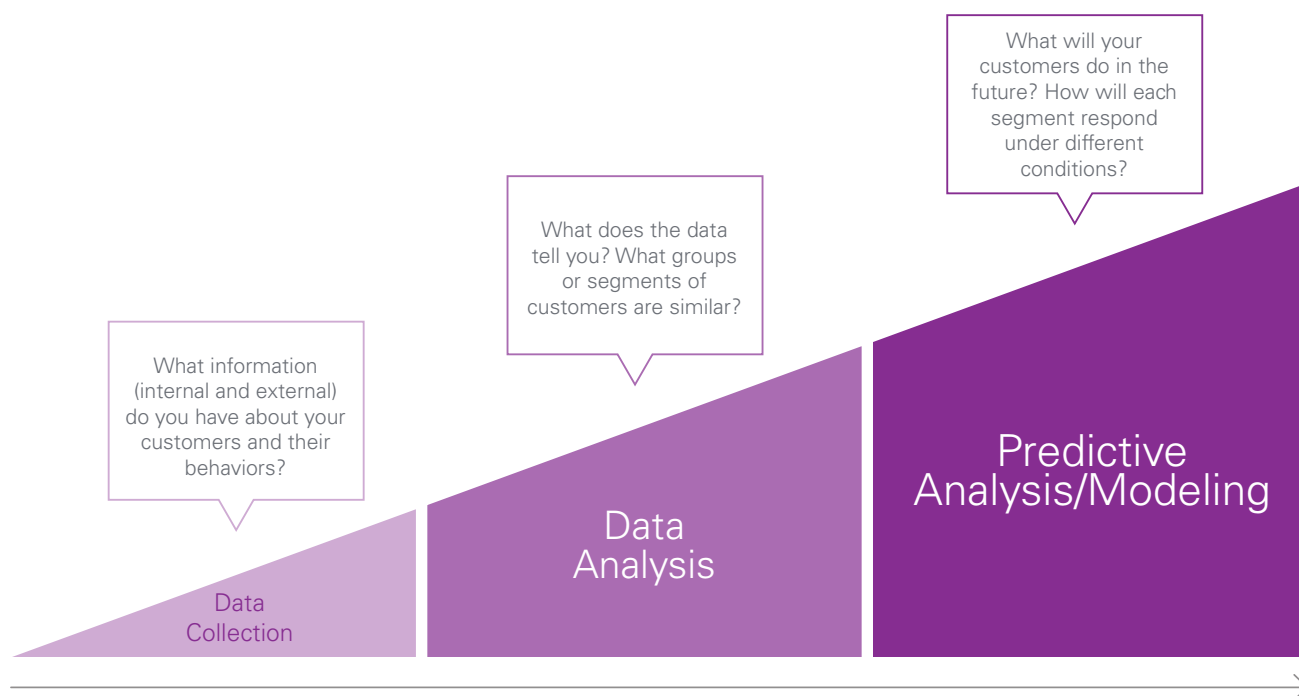 What information
(internal and external)
do you have about your
customers and their
behaviors?
Data
Collection
What does the data
tell you? What groups
or segments of
customers are similar?
Data
Analysis
What will your
customers do in the
future? How will each
segment respond
under different
conditions?
Predictive
Analysis/Modeling